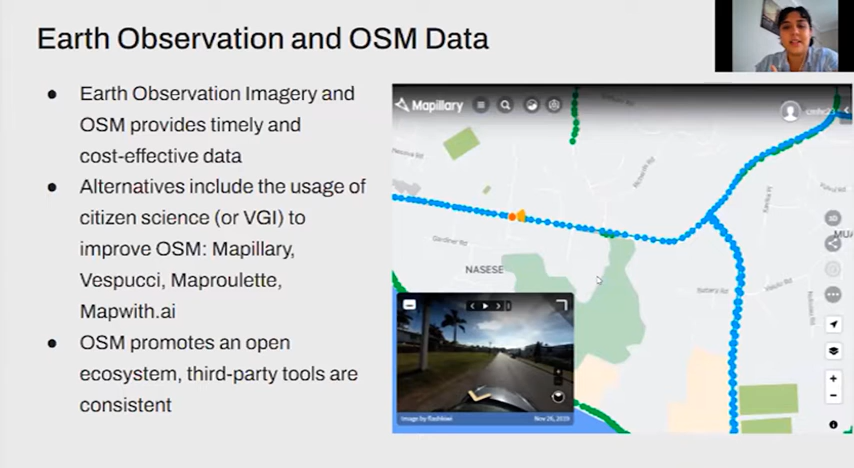 Earth Observation and OSM Data
● Earth Observation Imagery and
OSM provides timely and
cost-effective data
● Alternatives include the usage of
citizen science (or VGI) to
improve OSM: Mapillary,
Vespucci, Maproulette,
Mapwith.ai
● OSM promotes an open
ecosystem, third-party tools are
consistent
Mapillary
Gardiner Rd
NASESE
3D
Image by flashkiwi
Nov 26, 2019